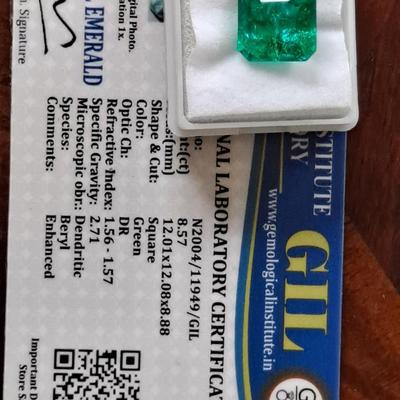 STITUTE
RY
GIL
www.gemologicalinstitute.in
NAL LABORATORY CERTIFICA
no: N2004/11949/GIL
t(ct) 8.57
(mm) 12.01x12.08x8.88
Shape & Cut: Square
Color: Green
Optic Ch: DR
Refractive Index: 1.56 - 1.57
Specific Gravity: 2.71
Microscopic obr: Dendritic
Species: Beryl
Comments: Enhanced
EMERALD
igital Photo.
ation 1x.
. Signature
Important D
Store S